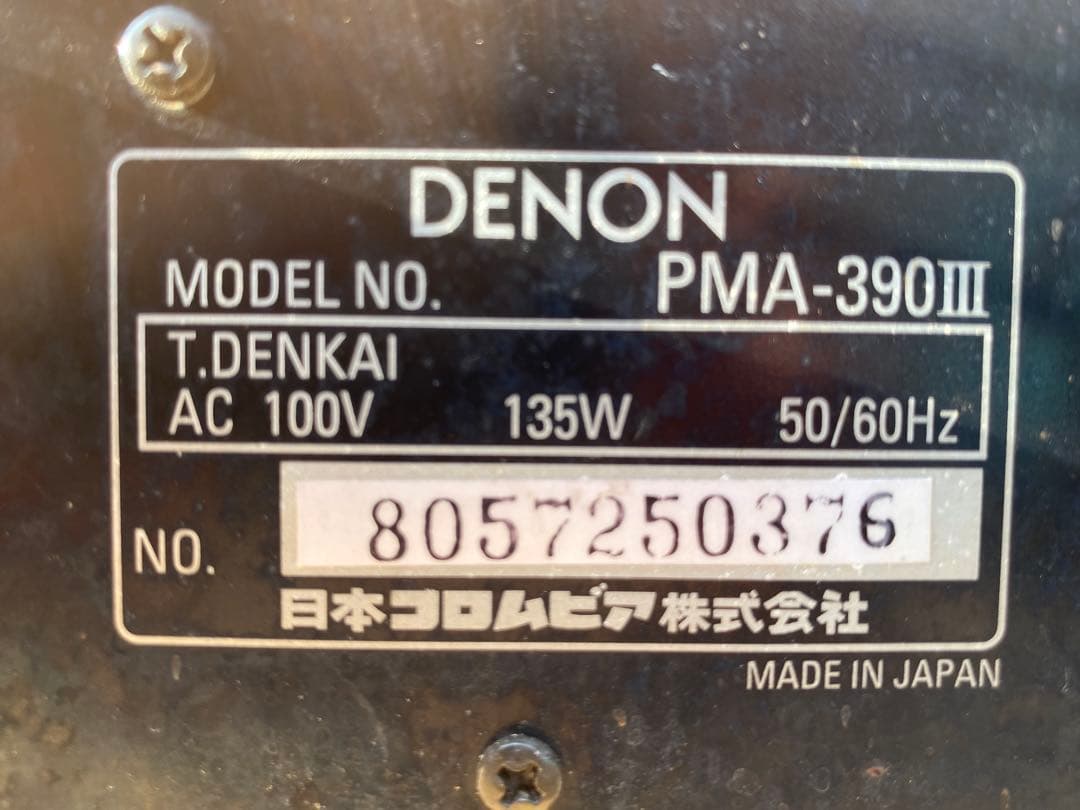 DENON
MODEL NO. PMA-390III
T.DENKAI
AC 100V 135W 50/60Hz
NO. 8057250376
日本コロムビア株式会社
MADE IN JAPAN